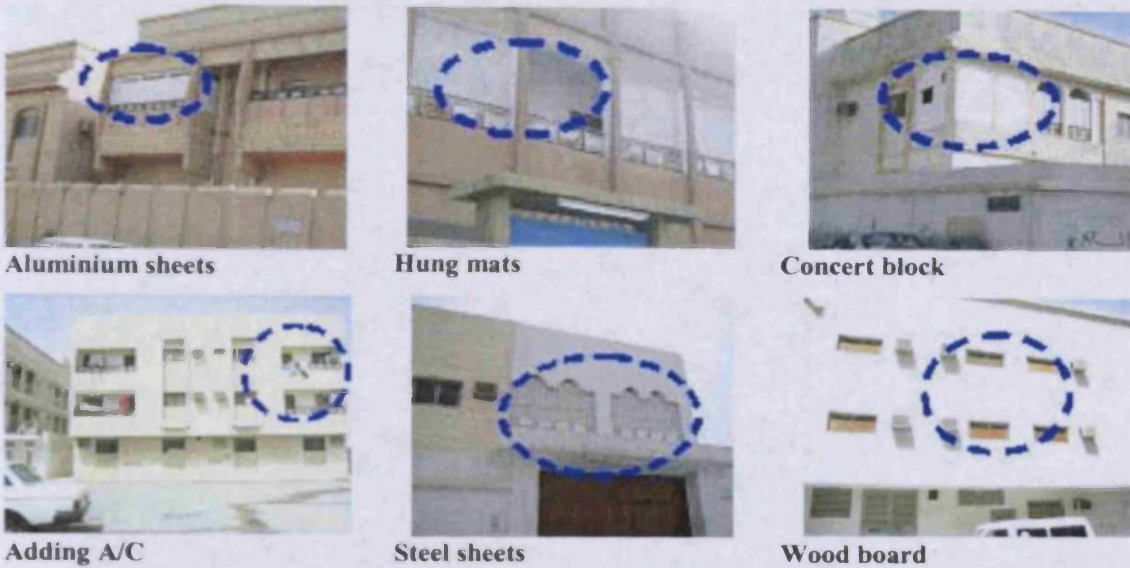 Aluminium sheets
Hung mats
Concert block
Adding A/C
Steel sheets
Wood board